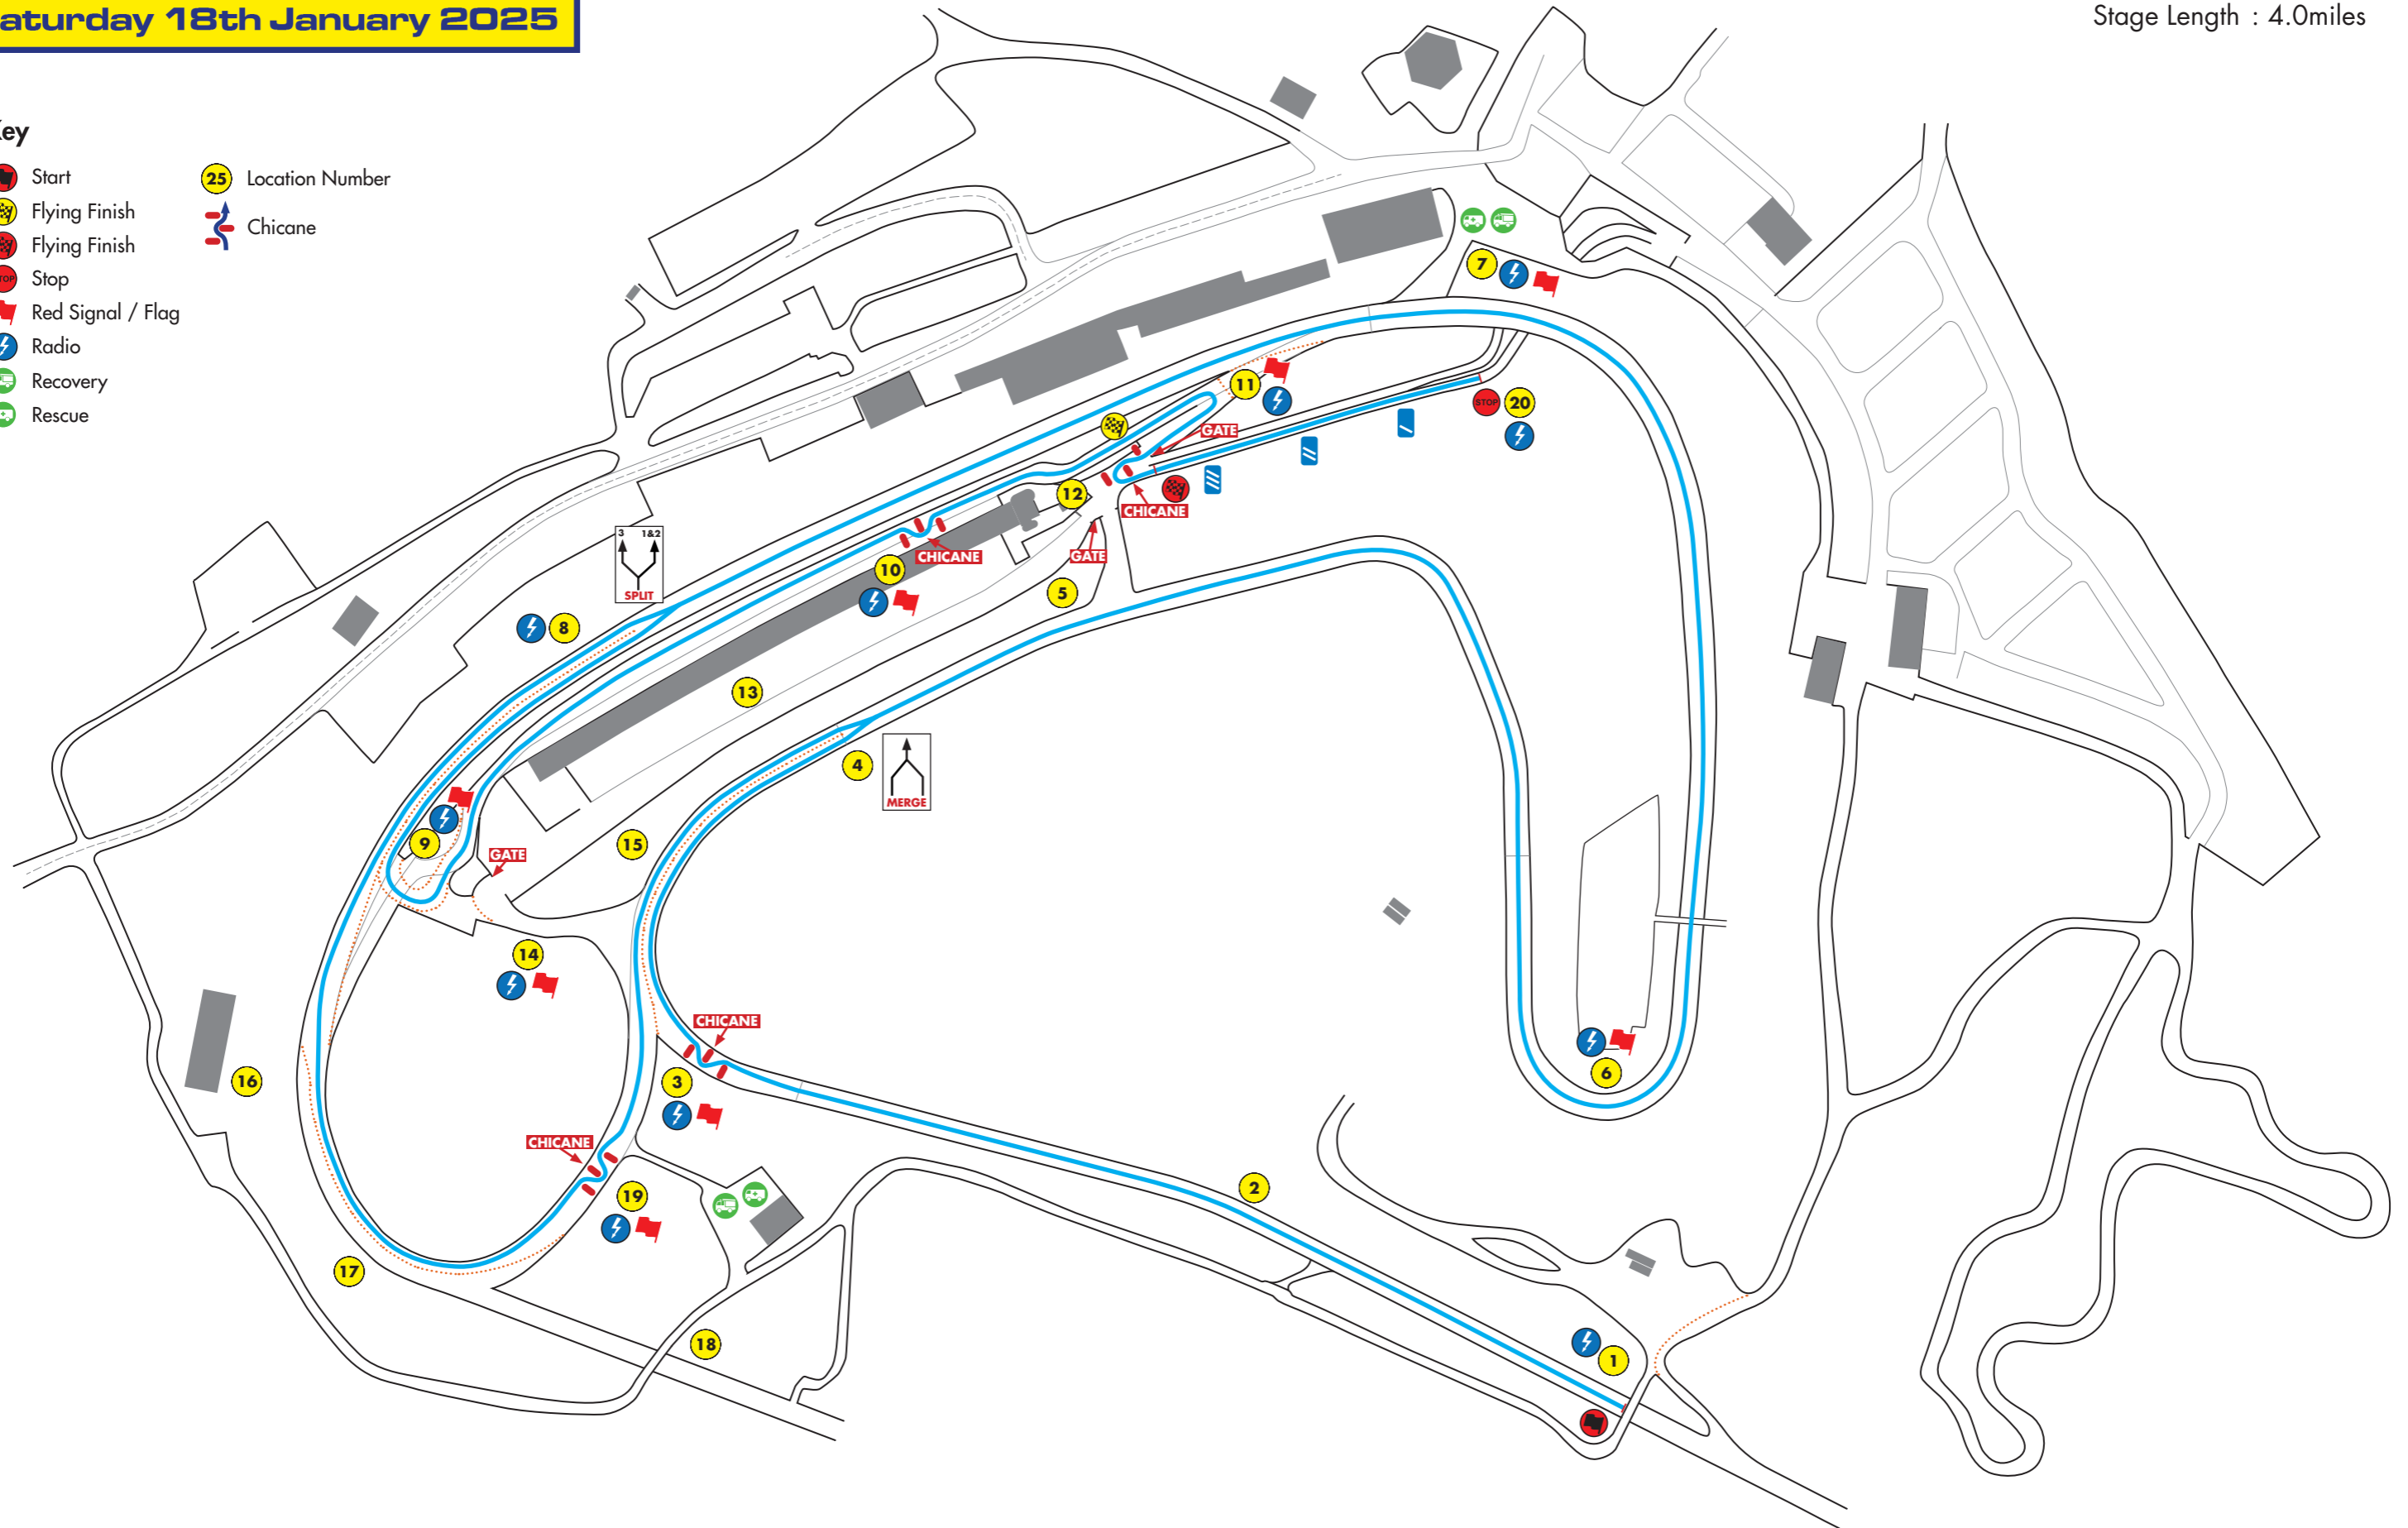 aturday 18th January 2025
Stage Length : 4.0miles
Key
Start
Flying Finish
Flying Finish
STOP
Stop
Red Signal / Flag
Radio
Recovery
Rescue
25
Location Number
Chicane
7
11
GATE
STOP
20
12
CHICANE
3 1&2
SPLIT
CHICANE
10
GATE
5
8
13
4
MERGE
15
9
GATE
14
CHICANE
16
3
6
CHICANE
19
2
17
18
1